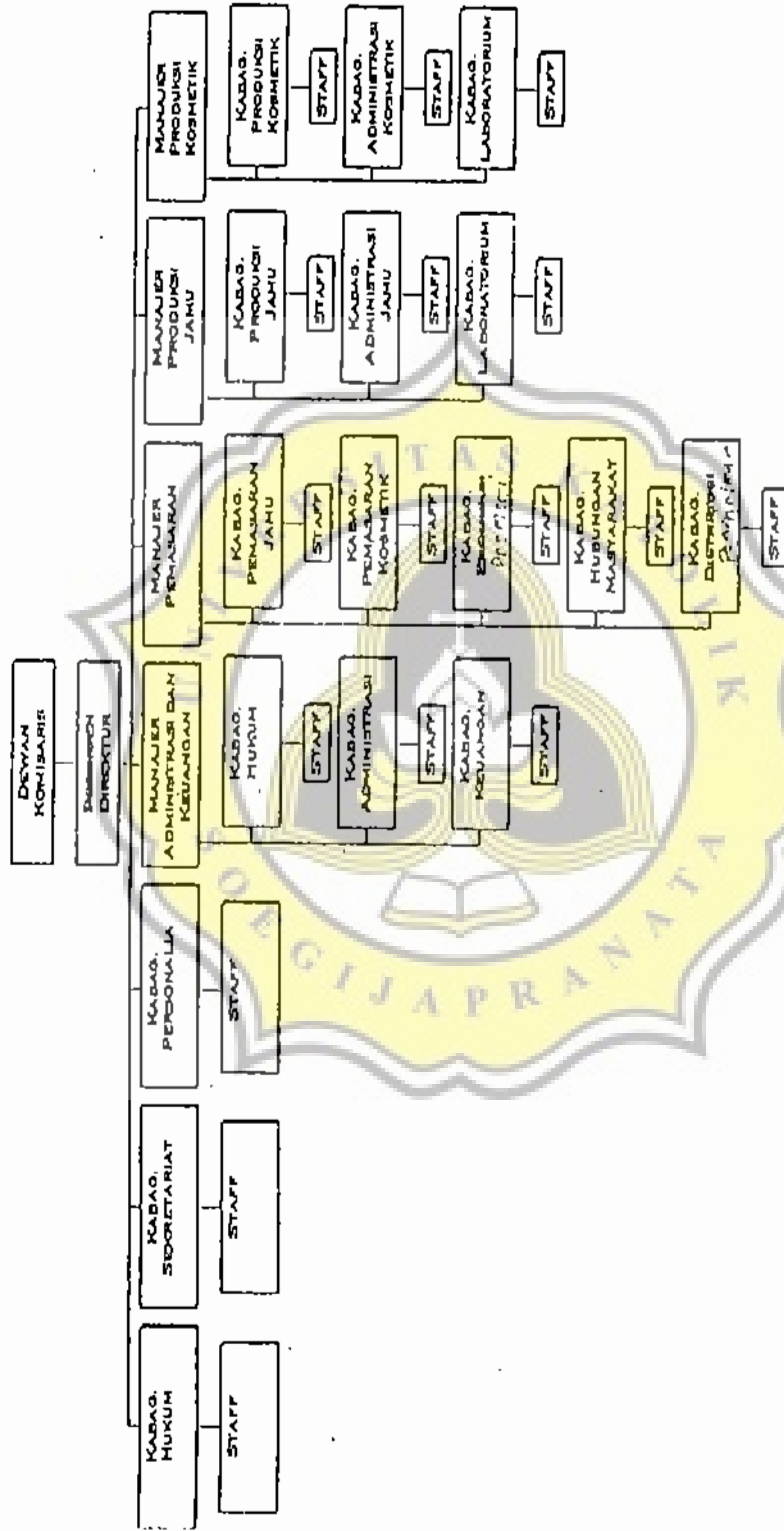 DEWAN
KOMISARIS
DIREKTUR
KABAG.
HUKUM
STAFF
KABAG.
SEKRETARIAT
STAFF
KABAG.
PERSONALIA
STAFF
MANAJER
ADMINISTRASI DAN
KEUANGAN
KABAG.
HUKUM
STAFF
KABAG.
ADMINISTRASI
STAFF
KABAG.
KEUANGAN
STAFF
MANAJER
PEMASARAN
KABAG.
PEMASARAN
JAMU
STAFF
KABAG.
PEMASARAN
KOSMETIK
STAFF
KABAG.
STAFF
KABAG.
HUBUNGAN
MASYARAKAT
STAFF
KABAG.
DISTRIBUSI
STAFF
MANAJER
PRODUKSI
JAMU
KABAG.
PRODUKSI
JAMU
STAFF
KABAG.
ADMINISTRASI
JAMU
STAFF
KABAG.
LABORATORIUM
STAFF
MANAJER
PRODUKSI
KOSMETIK
KABAG.
PRODUKSI
KOSMETIK
STAFF
KABAG.
ADMINISTRASI
KOSMETIK
STAFF
KABAG.
LABORATORIUM
STAFF
SOEGIJAPRANATA